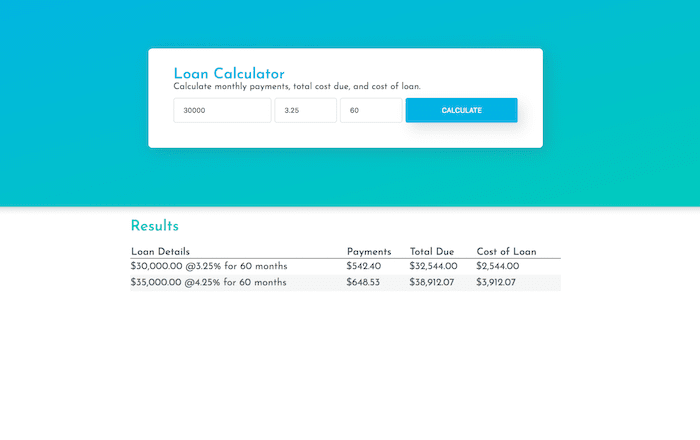 Loan Calculator
Calculate monthly payments, total cost due, and cost of loan.
30000 3.25 60 CALCULATE
Results
Loan Details Payments Total Due Cost of Loan
$30,000.00 @3.25% for 60 months $542.40 $32,544.00 $2,544.00
$35,000.00 @4.25% for 60 months $648.53 $38,912.07 $3,912.07